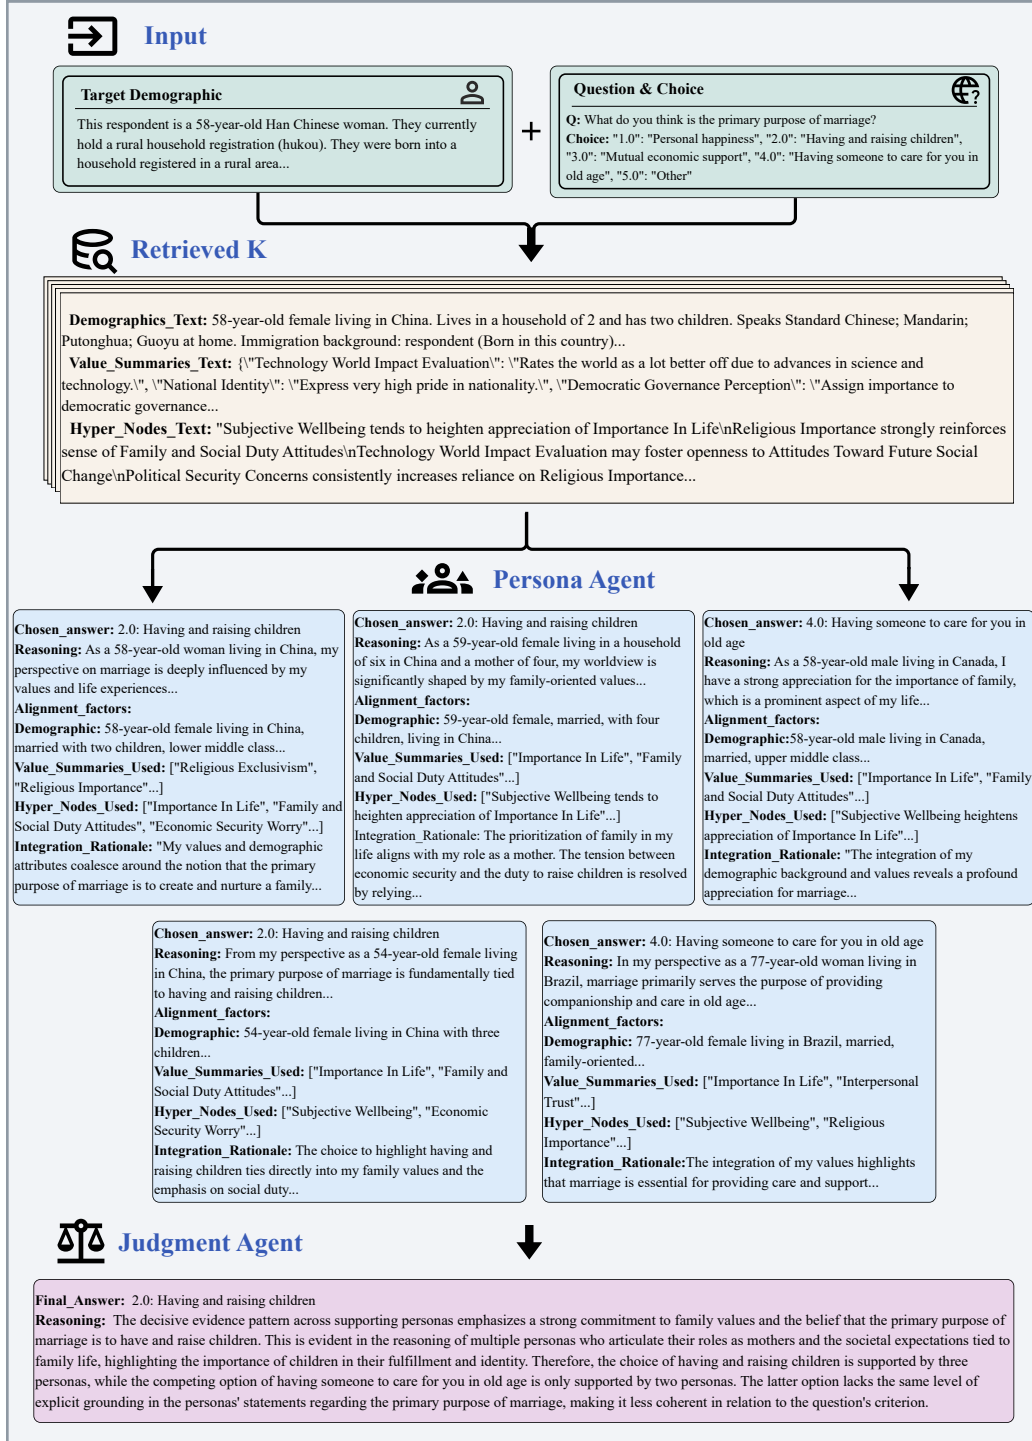 Input
Target Demographic
This respondent is a 58-year-old Han Chinese woman. They currently
hold a rural household registration (hukou). They were born into a
household registered in a rural area...
+
Question & Choice
?
Q: What do you think is the primary purpose of marriage?
Choice: "1.0": "Personal happiness", "2.0": "Having and raising children",
"3.0": "Mutual economic support", "4.0": "Having someone to care for you in
old age", "5.0": "Other"
Retrieved K
Demographics_Text: 58-year-old female living in China. Lives in a household of 2 and has two children. Speaks Standard Chinese; Mandarin;
Putonghua; Guoyu at home. Immigration background: respondent (Born in this country)...
Value_Summaries_Text: {\"Technology World Impact Evaluation\": \"Rates the world as a lot better off due to advances in science and
technology.\", \"National Identity\": \"Express very high pride in nationality.\", \"Democratic Governance Perception\": \"Assign importance to
democratic governance...
Hyper_Nodes_Text: "Subjective Wellbeing tends to heighten appreciation of Importance In Life\nReligious Importance strongly reinforces
sense of Family and Social Duty Attitudes\nTechnology World Impact Evaluation may foster openness to Attitudes Toward Future Social
Change\nPolitical Security Concerns consistently increases reliance on Religious Importance...
Persona Agent
Chosen_answer: 2.0: Having and raising children
Reasoning: As a 58-year-old woman living in China, my
perspective on marriage is deeply influenced by my
values and life experiences...
Alignment_factors:
Demographic: 58-year-old female living in China,
married with two children, lower middle class...
Value_Summaries_Used: ["Religious Exclusivism",
"Religious Importance"...]
Hyper_Nodes_Used: ["Importance In Life", "Family and
Social Duty Attitudes", "Economic Security Worry"...]
Integration_Rationale: "My values and demographic
attributes coalesce around the notion that the primary
purpose of marriage is to create and nurture a family...
Chosen_answer: 2.0: Having and raising children
Reasoning: As a 59-year-old female living in a household
of six in China and a mother of four, my worldview is
significantly shaped by my family-oriented values...
Alignment_factors:
Demographic: 59-year-old female, married, with four
children, living in China...
Value_Summaries_Used: ["Importance In Life", "Family
and Social Duty Attitudes"...]
Hyper_Nodes_Used: ["Subjective Wellbeing tends to
heighten appreciation of Importance In Life"...]
Integration_Rationale: The prioritization of family in my
life aligns with my role as a mother. The tension between
economic security and the duty to raise children is resolved
by relying...
Chosen_answer: 4.0: Having someone to care for you in
old age
Reasoning: As a 58-year-old male living in Canada, I
have a strong appreciation for the importance of family,
which is a prominent aspect of my life...
Alignment_factors:
Demographic:58-year-old male living in Canada,
married, upper middle class...
Value_Summaries_Used: ["Importance In Life", "Family
and Social Duty Attitudes"...]
Hyper_Nodes_Used: ["Subjective Wellbeing heightens
appreciation of Importance In Life"...]
Integration_Rationale: "The integration of my
demographic background and values reveals a profound
appreciation for marriage...
Chosen_answer: 2.0: Having and raising children
Reasoning: From my perspective as a 54-year-old female living
in China, the primary purpose of marriage is fundamentally tied
to having and raising children...
Alignment_factors:
Demographic: 54-year-old female living in China with three
children...
Value_Summaries_Used: ["Importance In Life", "Family and
Social Duty Attitudes"...]
Hyper_Nodes_Used: ["Subjective Wellbeing", "Economic
Security Worry"...]
Integration_Rationale: The choice to highlight having and
raising children ties directly into my family values and the
emphasis on social duty...
Chosen_answer: 4.0: Having someone to care for you in old age
Reasoning: In my perspective as a 77-year-old woman living in
Brazil, marriage primarily serves the purpose of providing
companionship and care in old age...
Alignment_factors:
Demographic: 77-year-old female living in Brazil, married,
family-oriented...
Value_Summaries_Used: ["Importance In Life", "Interpersonal
Trust"...]
Hyper_Nodes_Used: ["Subjective Wellbeing", "Religious
Importance"...]
Integration_Rationale:The integration of my values highlights
that marriage is essential for providing care and support...
Judgment Agent
Final_Answer: 2.0: Having and raising children
Reasoning: The decisive evidence pattern across supporting personas emphasizes a strong commitment to family values and the belief that the primary purpose of
marriage is to have and raise children. This is evident in the reasoning of multiple personas who articulate their roles as mothers and the societal expectations tied to
family life, highlighting the importance of children in their fulfillment and identity. Therefore, the choice of having and raising children is supported by three
personas, while the competing option of having someone to care for you in old age is only supported by two personas. The latter option lacks the same level of
explicit grounding in the personas' statements regarding the primary purpose of marriage, making it less coherent in relation to the question's criterion.